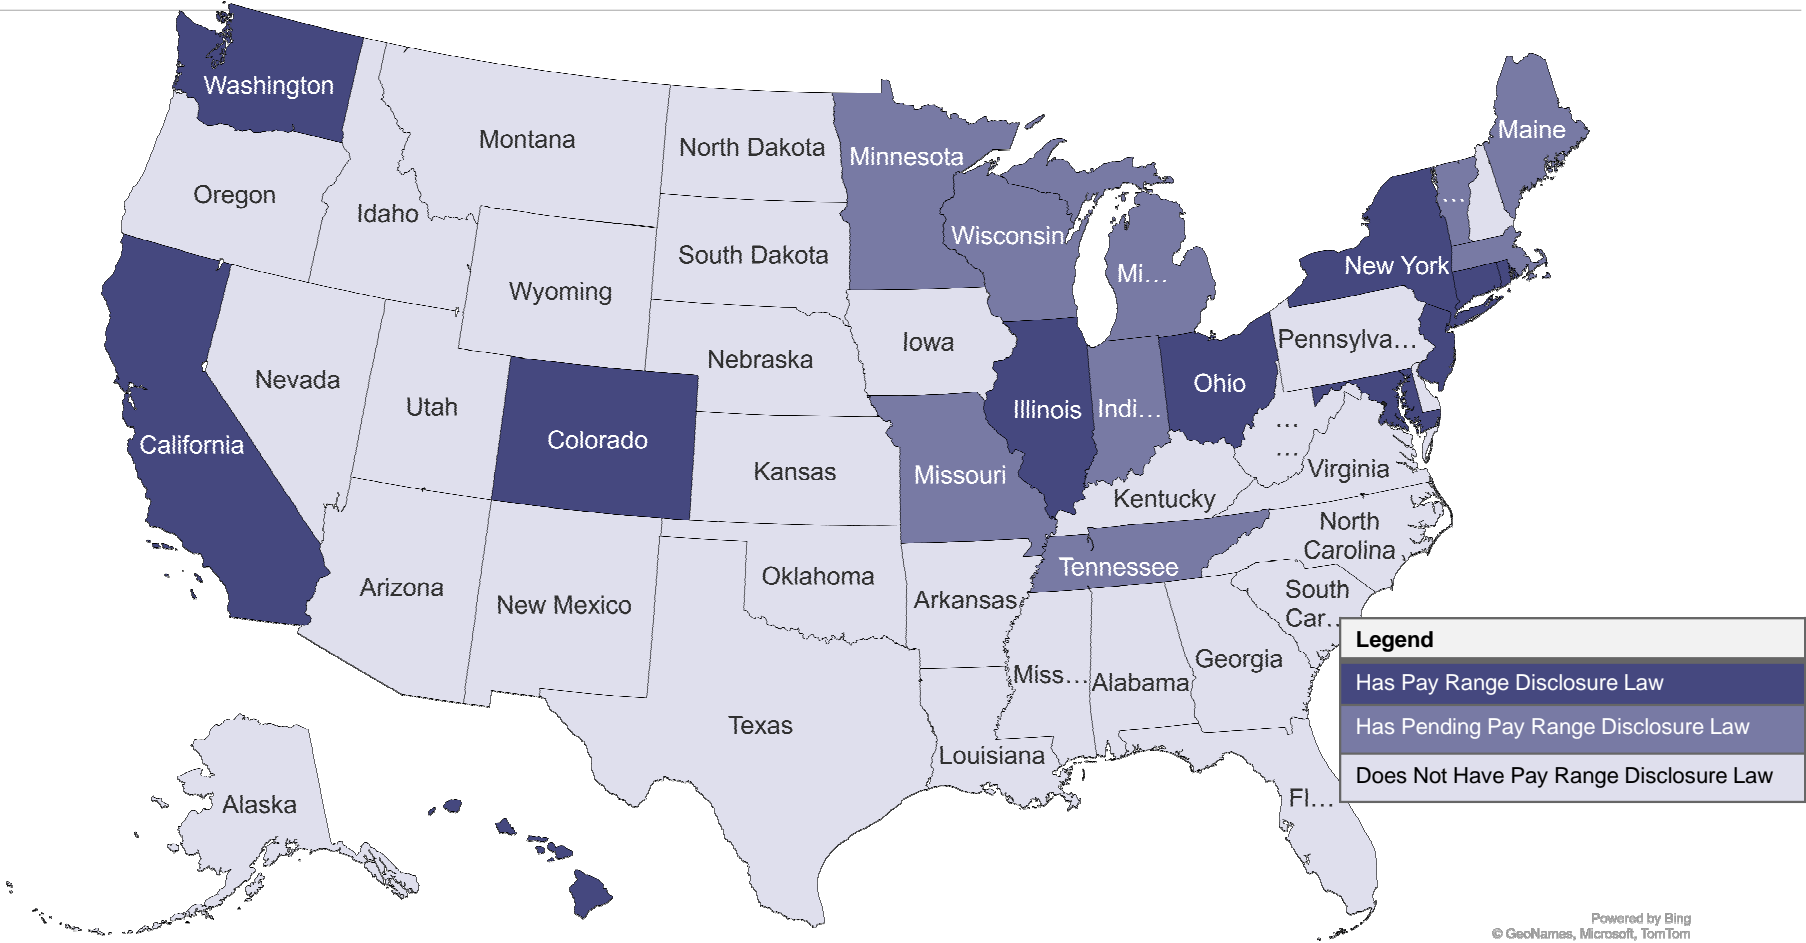 Washington
Montana
North Dakota
Minnesota
Maine
Oregon
Idaho
...
South Dakota
Wisconsin
Mi...
New York
Wyoming
Iowa
Pennsylva...
Nebraska
Nevada
Utah
Illinois
Indi...
Ohio
California
Colorado
...
...
Kansas
Missouri
Virginia
Kentucky
North
Carolina
Arizona
New Mexico
Oklahoma
Arkansas
Tennessee
South
Car...
Miss...
Alabama
Georgia
Texas
Louisiana
Alaska
Fl...
Legend
Has Pay Range Disclosure Law
Has Pending Pay Range Disclosure Law
Does Not Have Pay Range Disclosure Law
Powered by Bing
© GeoNames, Microsoft, TomTom